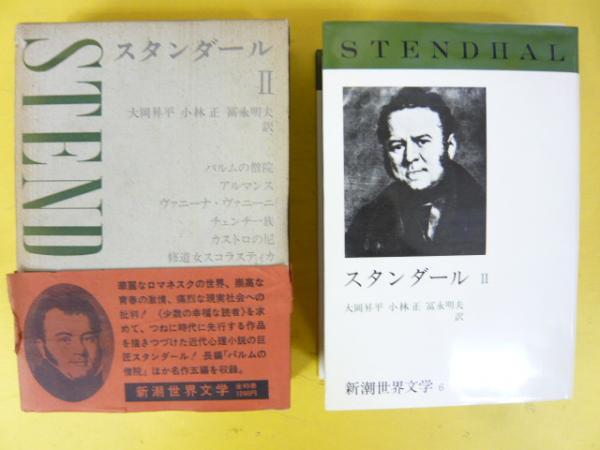 STEND
スタンダール
II
大岡昇平 小林正 冨永明夫
訳
パルムの僧院
アルマンス
ヴァニーナ・ヴァニーニ
チェンチ一族
カストロの尼
修道女スコラスティカ
華麗なロマネスクの世界、崇高な
青春の激情、痛烈な現実社会への
批判!〈少数の幸福な読者〉を求
めて、つねに時代に先行する作品
を描きつづけた近代心理小説の巨
匠スタンダール!長編「パルムの
僧院」ほか名作五編を収録。
新潮世界文学
STENDHAL
スタンダール II
大岡昇平 小林正 冨永明夫
訳
新潮世界文学 6